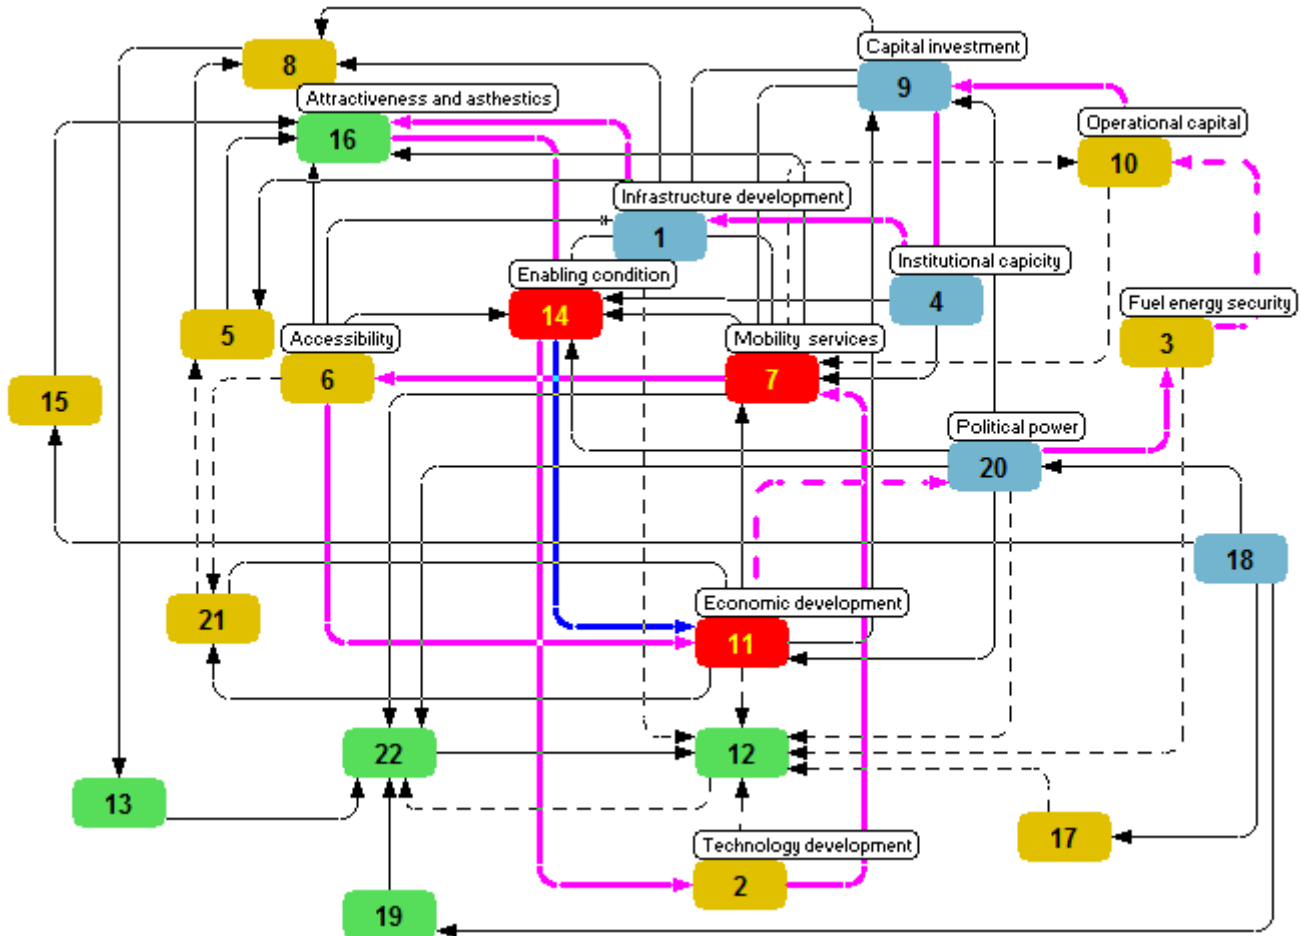 Capital investment
8
9
Attractiveness and asthestics
Operational capital
16
10
Infrastructure development
1
Institutional capicity
Enabling condition
4
14
Fuel energy security
5
Accessibility
Mobility services
3
6
7
15
Political power
20
18
Economic development
21
11
22
12
13
17
Technology development
2
19